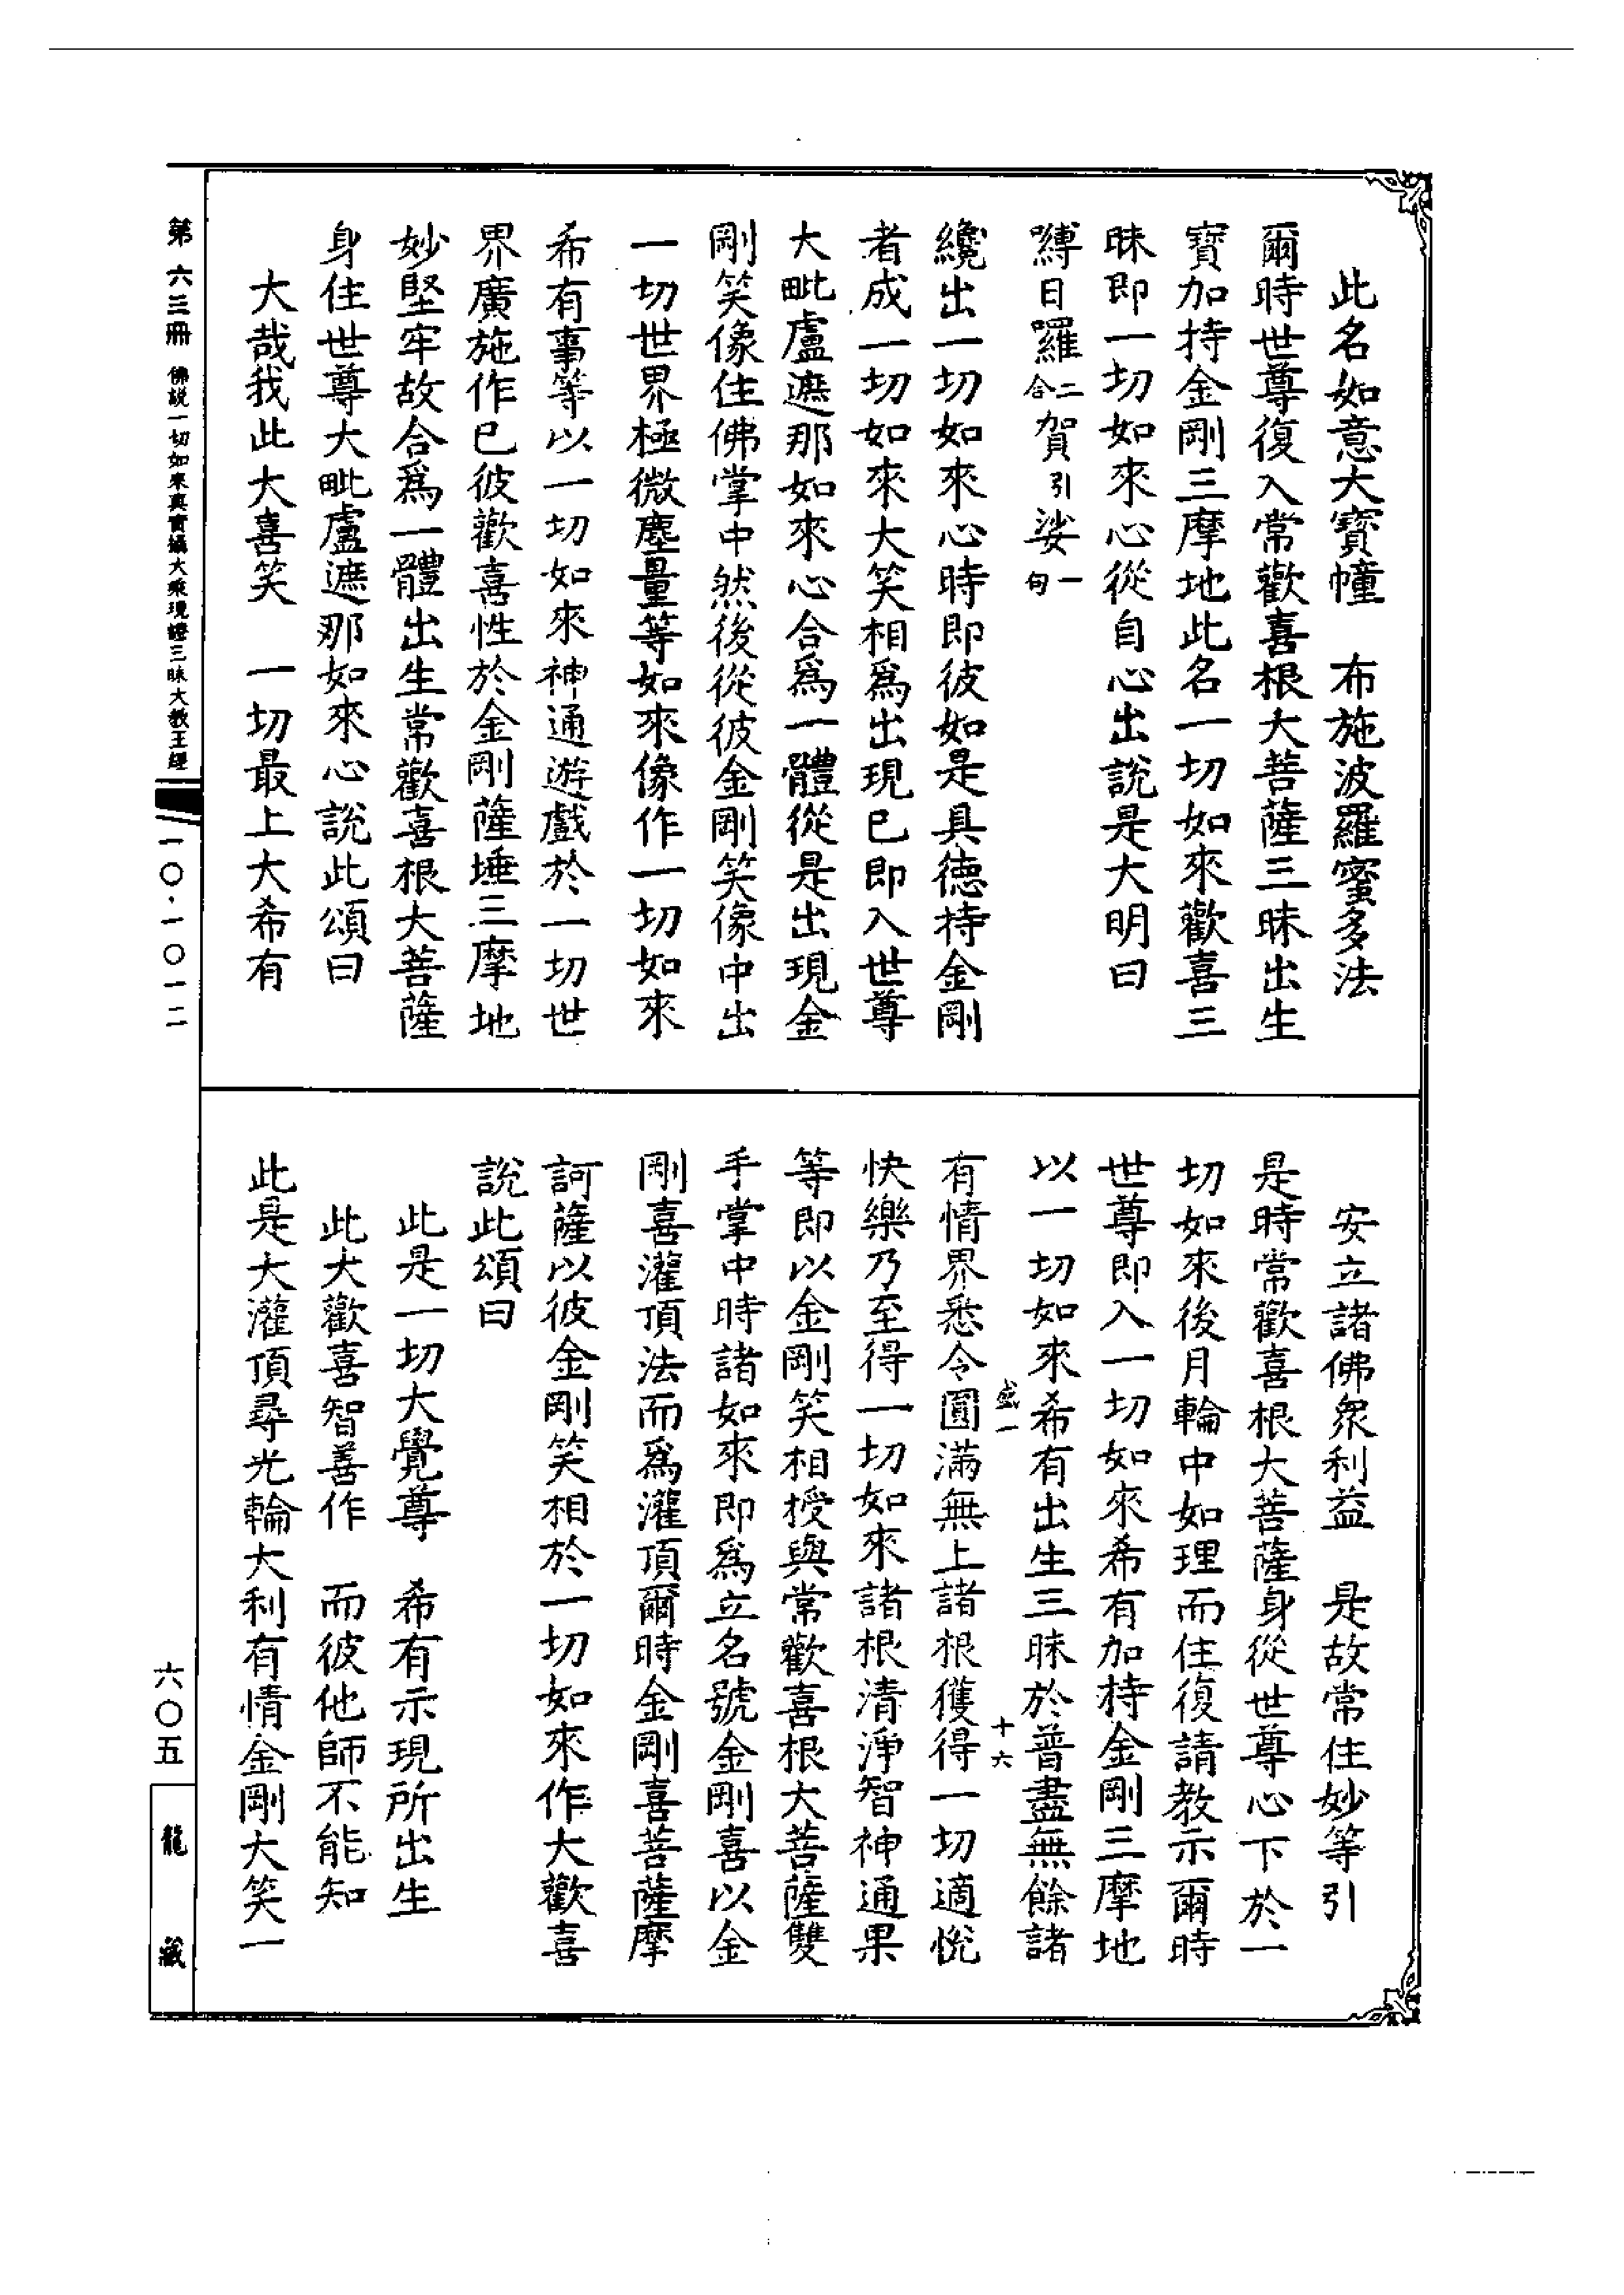 此名如意大寶幢　布施波羅蜜多法
爾時世尊復入常歡喜根大菩薩三昧出生
寶加持金剛三摩地此名一切如來歡喜三
昧即一切如來心從自心出說是大明曰
嚩日囉二合賀引娑一句
纔出一切如來心時即彼如是具德持金剛
者成一切如來大笑相爲出現已即入世尊
大毗盧遮那如來心合爲一體從是出現金
剛笑像住佛掌中然後從彼金剛笑像中出
一切世界極微塵量等如來像作一切如來
希有事等以一切如來神通遊戲於一切世
界廣施作已彼歡喜性於金剛薩埵三摩地
妙堅牢故合爲一體出生常歡喜根大菩薩
身住世尊大毗盧遮那如來心說此頌曰
大哉我此大喜笑　一切最上大希有
安立諸佛衆利益　是故常住妙等引
是時常歡喜根大菩薩身從世尊心下於一
切如來後月輪中如理而住復請教示爾時
世尊即入一切如來希有加持金剛三摩地
以一切如來希有出生三昧於普盡無餘諸
盛一　十六
有情界悉令圓滿無上諸根獲得一切適悅
快樂乃至得一切如來諸根清淨智神通果
等即以金剛笑相授與常歡喜根大菩薩雙
手掌中時諸如來即爲立名號金剛喜以金
剛喜灌頂法而爲灌頂爾時金剛喜菩薩摩
訶薩以彼金剛笑相於一切如來作大歡喜
說此頌曰
此是一切大覺尊　希有示現所出生
此大歡喜智善作　而彼他師不能知
此是大灌頂尋光輪大利有情金剛大笑一
第六三冊　佛說一切如來真實攝大乘現證三昧大教王經　一〇·一〇一二
六〇五
龍藏